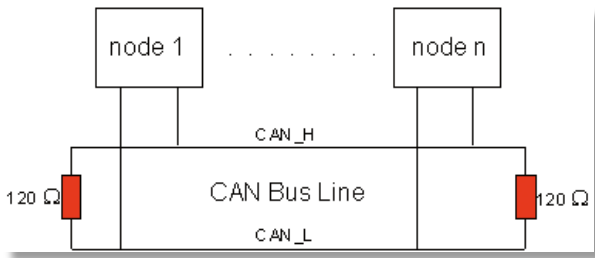 node 1
. . . . . . . .
node n
CAN_H
120 Ω
CAN Bus Line
120 Ω
CAN_L